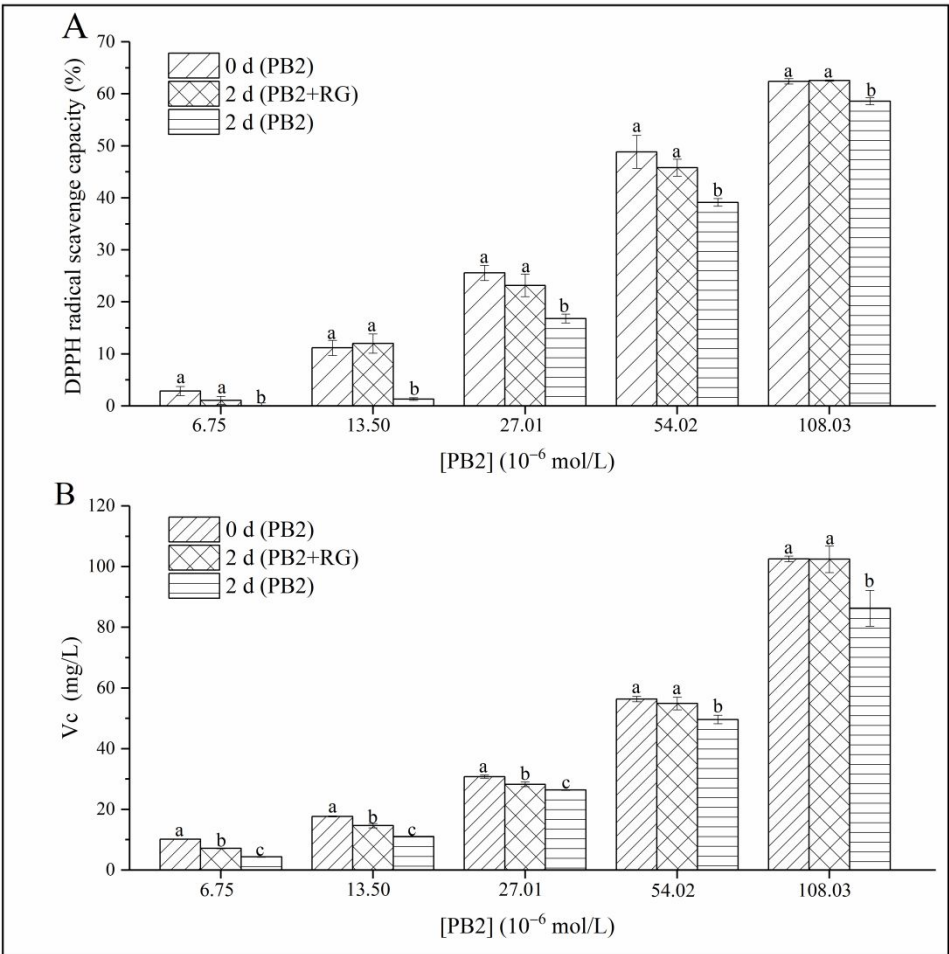 A
DPPH radical scavenge capacity (%)
70
60
50
40
30
20
10
0
0 d (PB2)
2 d (PB2+RG)
2 d (PB2)
a a b
a a b
a a b
a a b
a a b
6.75 13.50 27.01 54.02 108.03
[PB2] (10⁻⁶ mol/L)
B
Vc (mg/L)
120
100
80
60
40
20
0
0 d (PB2)
2 d (PB2+RG)
2 d (PB2)
a b c
a b c
a b c
a a b
a a b
6.75 13.50 27.01 54.02 108.03
[PB2] (10⁻⁶ mol/L)